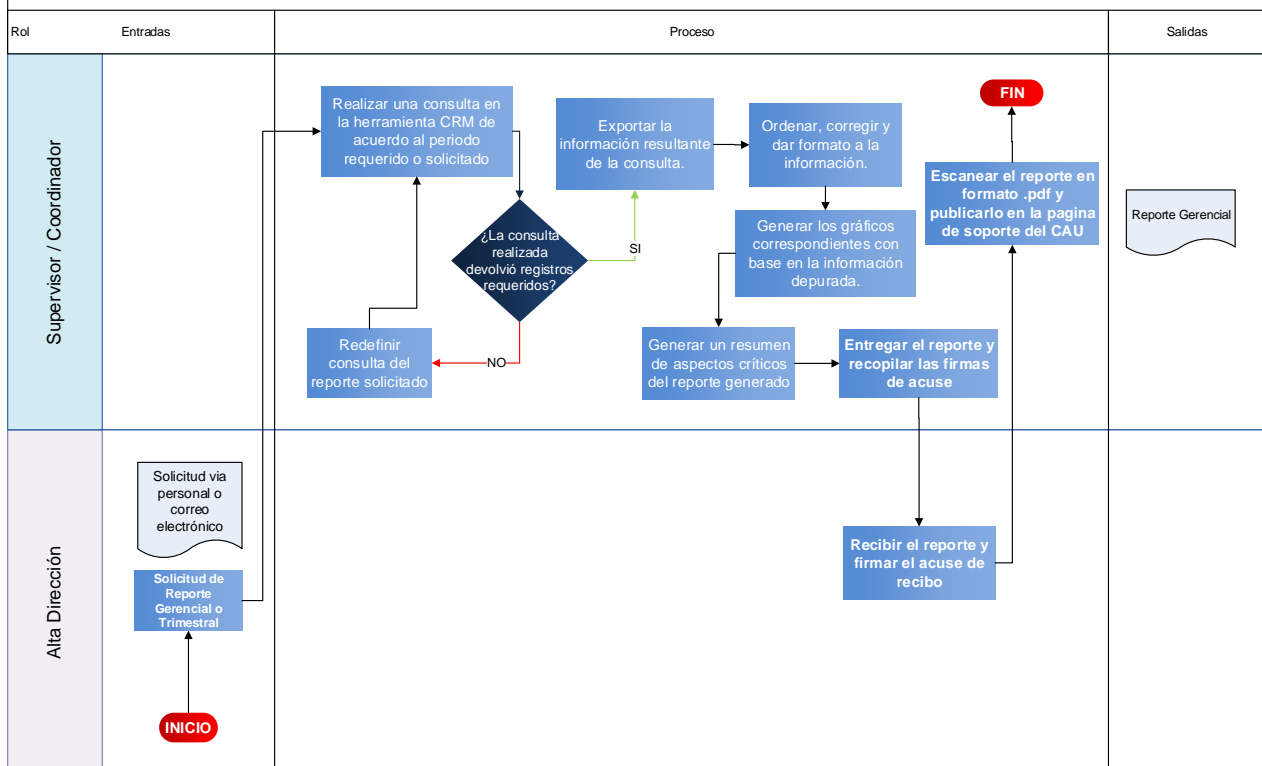 Rol
Entradas
Proceso
Salidas
Supervisor / Coordinador
Realizar una consulta en
la herramienta CRM de
acuerdo al periodo
requerido o solicitado
¿La consulta
realizada
devolvió registros
requeridos?
SI
NO
Redefinir
consulta del
reporte solicitado
Exportar la
información resultante
de la consulta.
Ordenar, corregir y
dar formato a la
información.
Generar los gráficos
correspondientes con
base en la información
depurada.
Generar un resumen
de aspectos críticos
del reporte generado
Entregar el reporte y
recopilar las firmas
de acuse
FIN
Escanear el reporte en
formato .pdf y
publicarlo en la pagina
de soporte del CAU
Reporte Gerencial
Alta Dirección
Solicitud via
personal o
correo
electrónico
Solicitud de
Reporte
Gerencial o
Trimestral
INICIO
Recibir el reporte y
firmar el acuse de
recibo